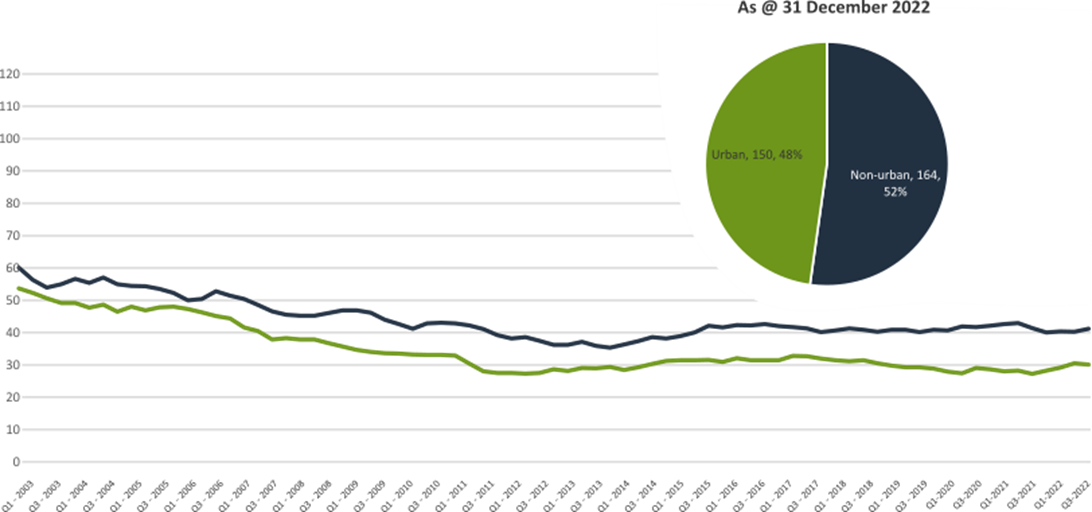 As @ 31 December 2022
120
110
100
90
80
70
60
50
40
30
20
10
0
Urban, 150, 48%
Non-urban, 164,
52%
Q1 - 2003
Q3 - 2003
Q1 - 2004
Q3 - 2004
Q1 - 2005
Q3 - 2005
Q1 - 2006
Q3 - 2006
Q1 - 2007
Q3 - 2007
Q1 - 2008
Q3 - 2008
Q1 - 2009
Q3 - 2009
Q1 - 2010
Q3 - 2010
Q1 - 2011
Q3 - 2011
Q1 - 2012
Q3 - 2012
Q1 - 2013
Q3 - 2013
Q1 - 2014
Q3 - 2014
Q1 - 2015
Q3 - 2015
Q1 - 2016
Q3 - 2016
Q1 - 2017
Q3 - 2017
Q1 - 2018
Q3 - 2018
Q1 - 2019
Q3 - 2019
Q1-2020
Q3 - 2020
Q1 - 2021
Q3-2021
Q1-2022
Q3-2022